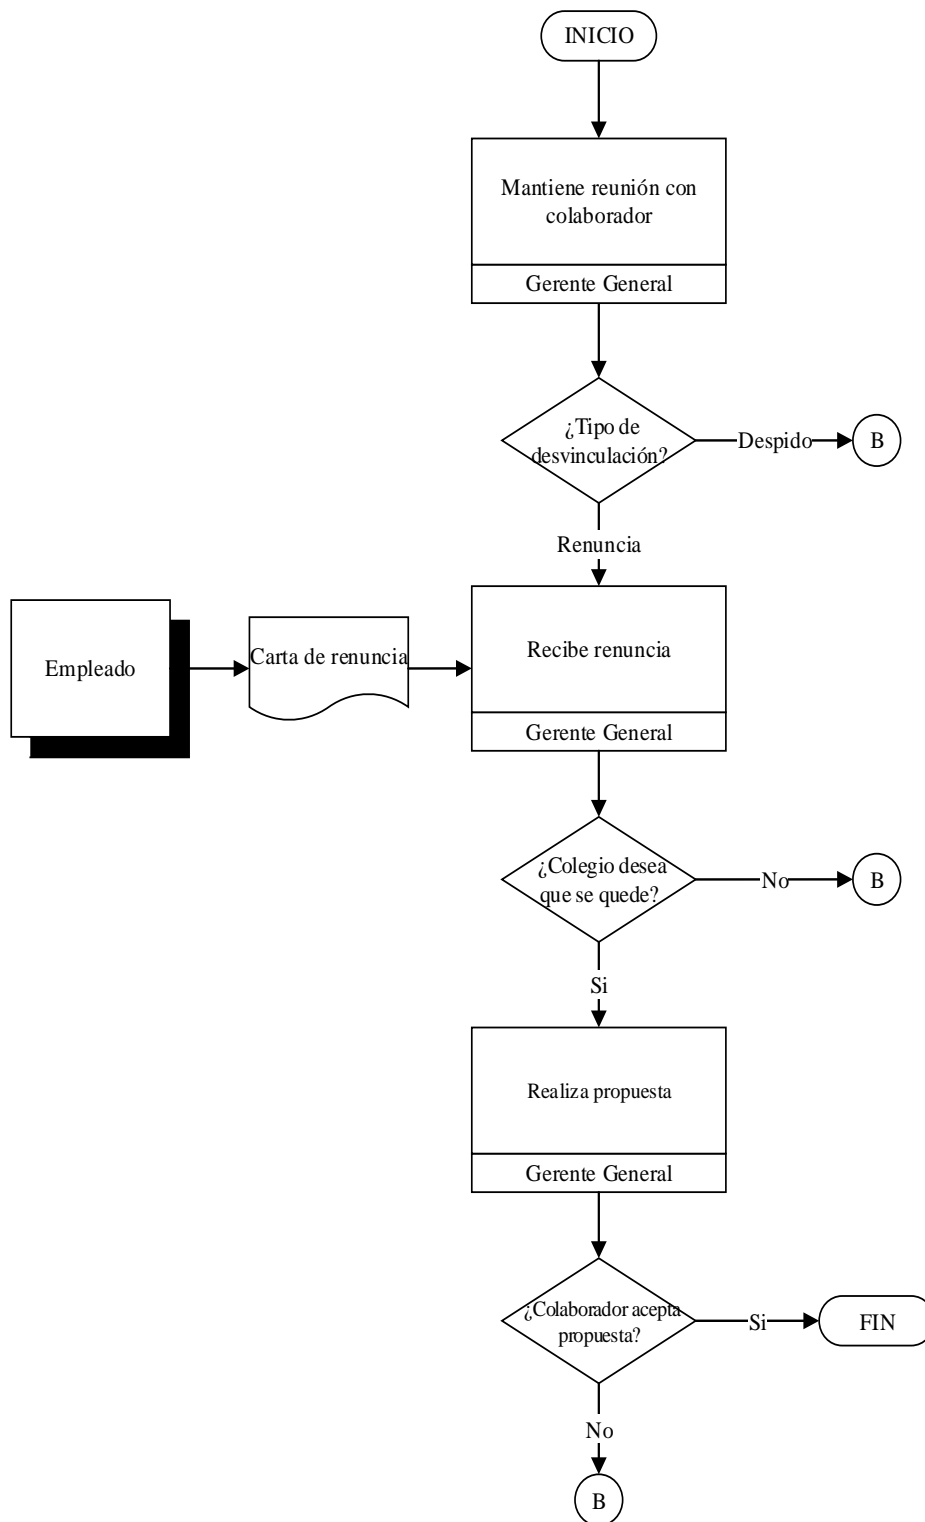 INICIO
Mantiene reunión con
colaborador
Gerente General
¿Tipo de
desvinculación?
Despido
B
Renuncia
Empleado
Carta de renuncia
Recibe renuncia
Gerente General
¿Colegio desea
que se quede?
No
B
Si
Realiza propuesta
Gerente General
¿Colaborador acepta
propuesta?
Si
FIN
No
B